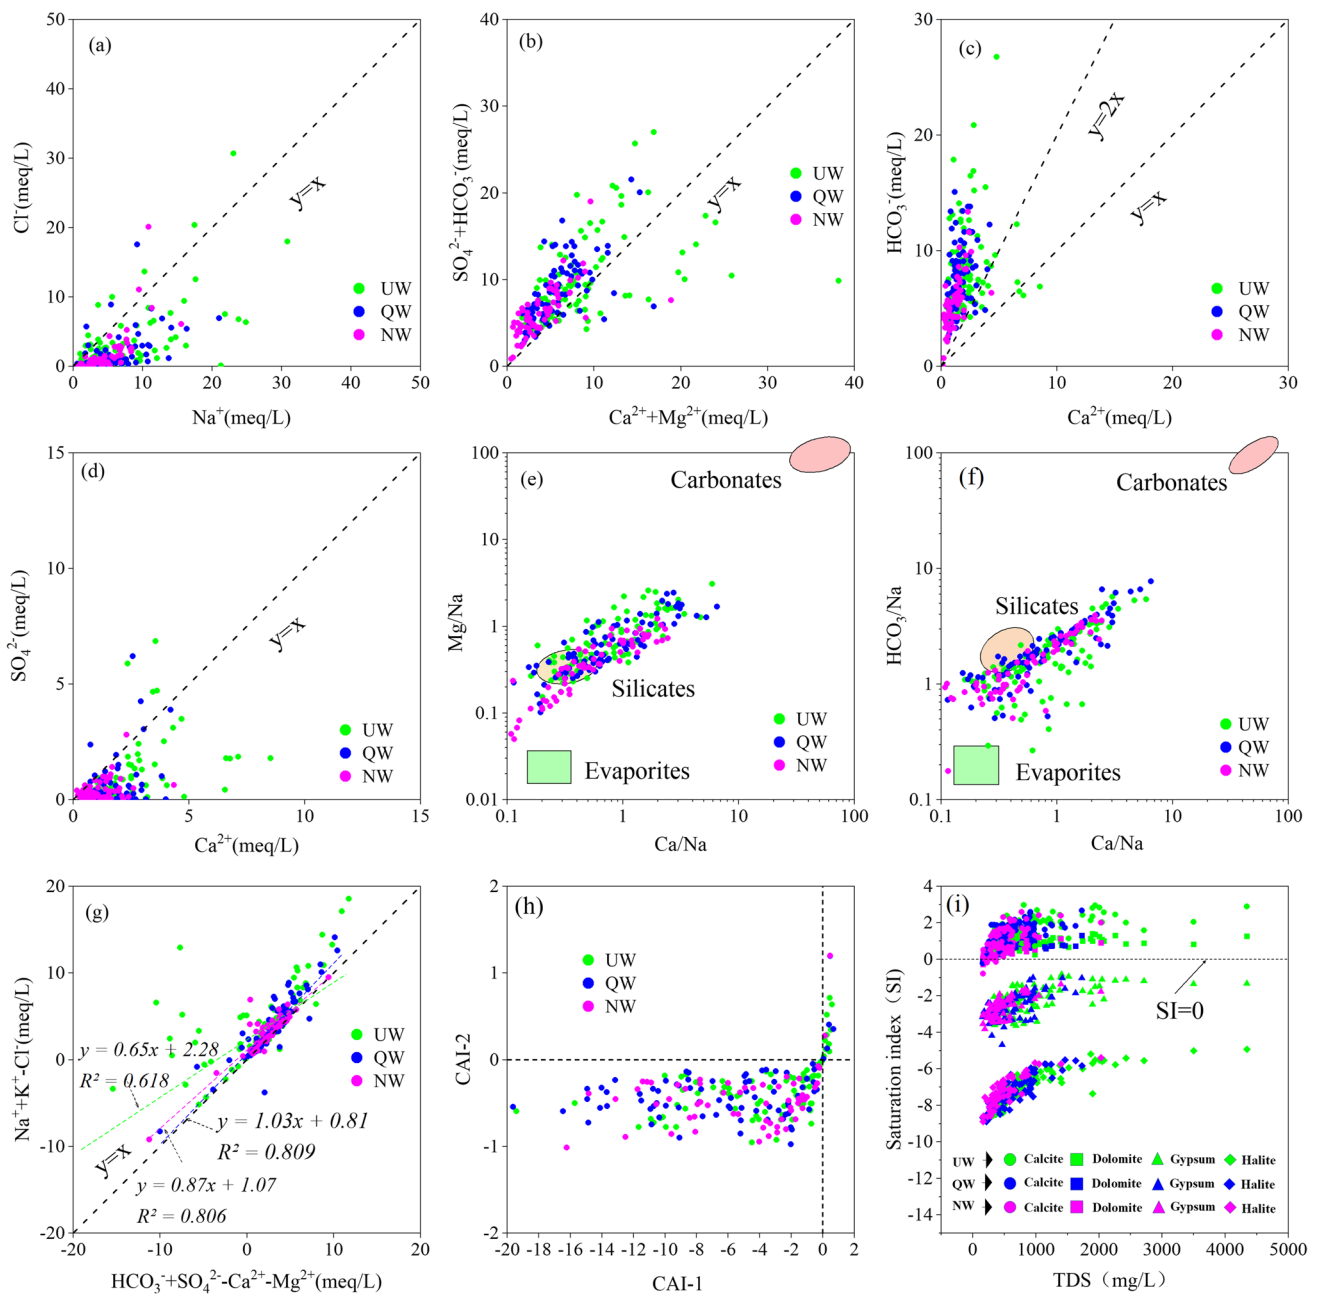 (a)
50
40
30
20
10
0
Cl⁻(meq/L)
y=x
UW
QW
NW
0 10 20 30 40 50
Na⁺(meq/L)
(b)
40
30
20
10
0
SO₄²⁻+HCO₃⁻(meq/L)
y=x
UW
QW
NW
0 10 20 30 40
Ca²⁺+Mg²⁺(meq/L)
(c)
30
20
10
0
HCO₃⁻(meq/L)
y=2x
y=x
UW
QW
NW
0 10 20 30
Ca²⁺(meq/L)
(d)
15
10
5
0
SO₄²⁻(meq/L)
y=x
UW
QW
NW
0 5 10 15
Ca²⁺(meq/L)
(e)
100
10
1
0.1
0.01
Mg/Na
Carbonates
Silicates
Evaporites
UW
QW
NW
0.1 1 10 100
Ca/Na
(f)
100
10
1
0.1
HCO₃/Na
Carbonates
Silicates
Evaporites
UW
QW
NW
0.1 1 10 100
Ca/Na
(g)
20
10
0
-10
-20
Na⁺+K⁺-Cl⁻(meq/L)
UW
QW
NW
y = 0.65x + 2.28
R² = 0.618
y = 1.03x + 0.81
R² = 0.809
y=x
y = 0.87x + 1.07
R² = 0.806
-20 -10 0 10 20
HCO₃⁻+SO₄²⁻-Ca²⁺-Mg²⁺(meq/L)
(h)
2
1
0
-1
-2
CAI-2
UW
QW
NW
-20 -18 -16 -14 -12 -10 -8 -6 -4 -2 0 2
CAI-1
(i)
4
2
0
-2
-4
-6
-8
-10
-12
-14
Saturation index（SI）
SI=0
UW Calcite Dolomite Gypsum Halite
QW Calcite Dolomite Gypsum Halite
NW Calcite Dolomite Gypsum Halite
0 1000 2000 3000 4000 5000
TDS（mg/L）